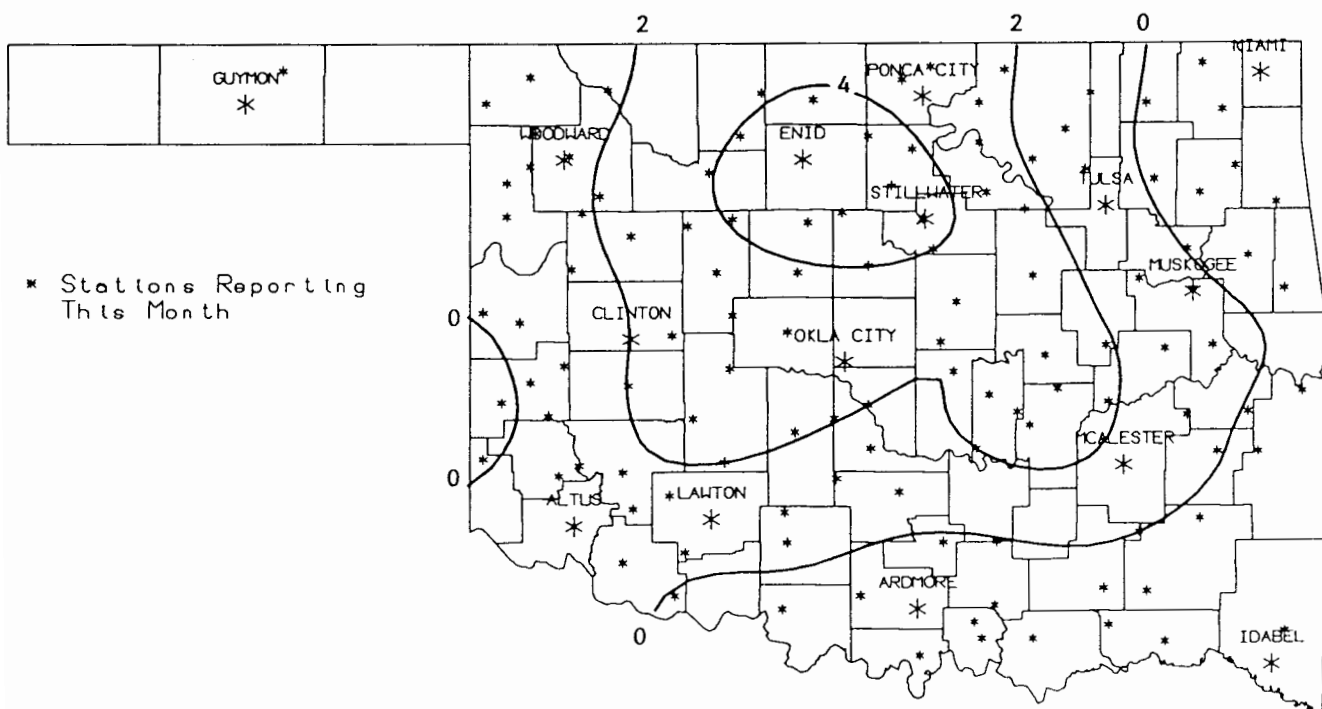 2 2 0
MIAMI
GUYMON
PONCA CITY
4
WOODWARD ENID
TULSA
STILLWATER
MUSKOGEE
* Stations Reporting
This Month
0 CLINTON
OKLA CITY
MCALESTER
0
ALTUS LAWTON
ARDMORE
0
IDABEL